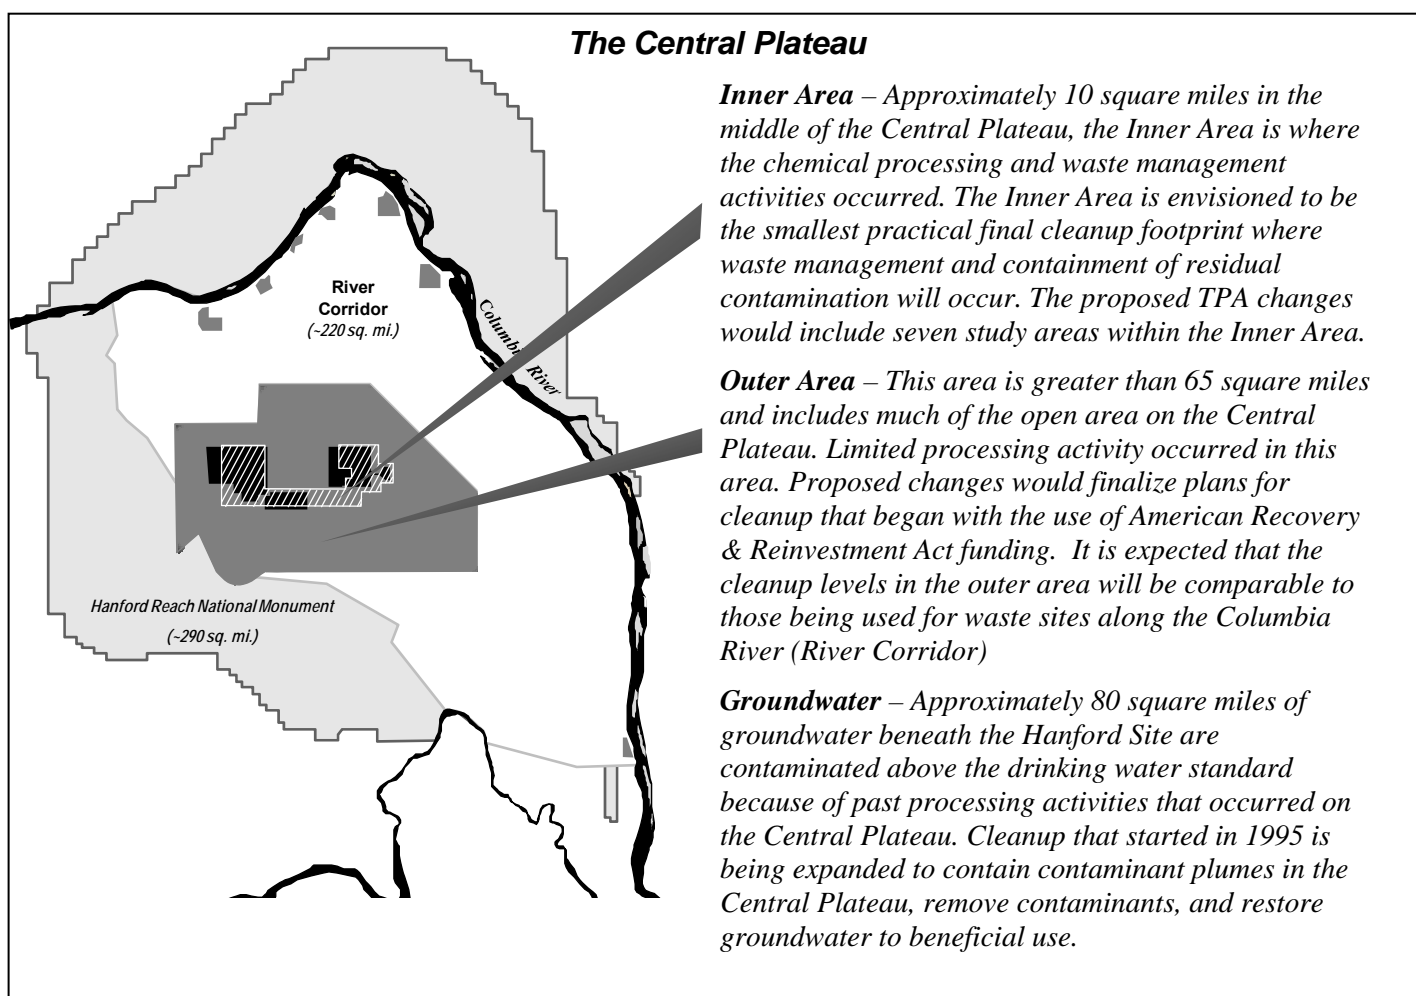 The Central Plateau
Inner Area – Approximately 10 square miles in the
middle of the Central Plateau, the Inner Area is where
the chemical processing and waste management
activities occurred. The Inner Area is envisioned to be
the smallest practical final cleanup footprint where
waste management and containment of residual
contamination will occur. The proposed TPA changes
would include seven study areas within the Inner Area.
Outer Area – This area is greater than 65 square miles
and includes much of the open area on the Central
Plateau. Limited processing activity occurred in this
area. Proposed changes would finalize plans for
cleanup that began with the use of American Recovery
& Reinvestment Act funding.  It is expected that the
cleanup levels in the outer area will be comparable to
those being used for waste sites along the Columbia
River (River Corridor)
Groundwater – Approximately 80 square miles of
groundwater beneath the Hanford Site are
contaminated above the drinking water standard
because of past processing activities that occurred on
the Central Plateau. Cleanup that started in 1995 is
being expanded to contain contaminant plumes in the
Central Plateau, remove contaminants, and restore
groundwater to beneficial use.
River
Corridor
(~220 sq. mi.)
Columbia River
Hanford Reach National Monument
(~290 sq. mi.)